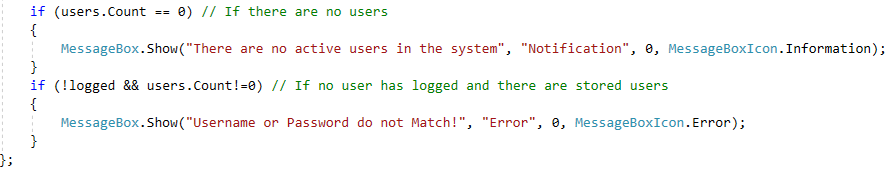 if (users.Count == 0) // If there are no users
{
MessageBox.Show("There are no active users in the system", "Notification", 0, MessageBoxIcon.Information);
}
if (!logged && users.Count!=0) // If no user has logged and there are stored users
{
MessageBox.Show("Username or Password do not Match!", "Error", 0, MessageBoxIcon.Error);
}
};